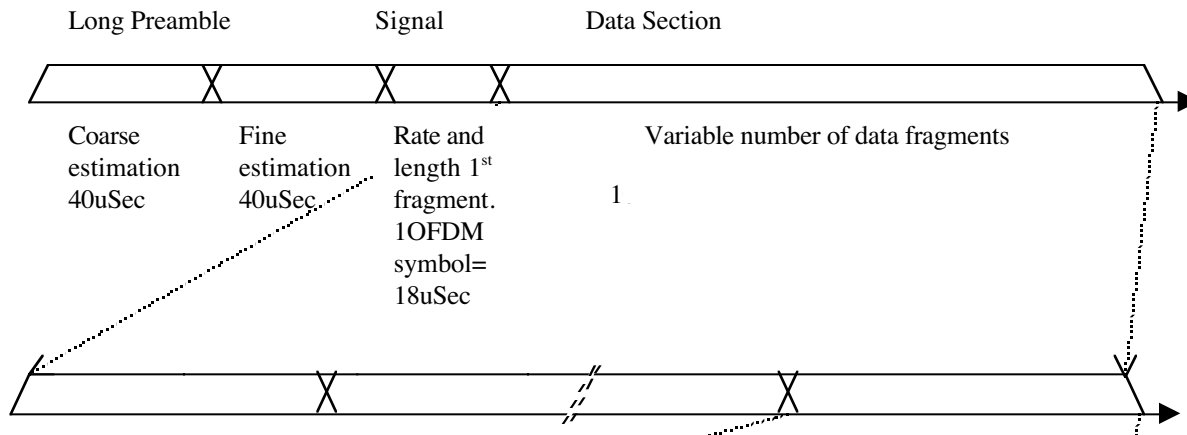 Long Preamble Signal Data Section
Coarse estimation 40uSec
Fine estimation 40uSec
Rate and length 1st fragment. 1OFDM symbol= 18uSec
Variable number of data fragments
1